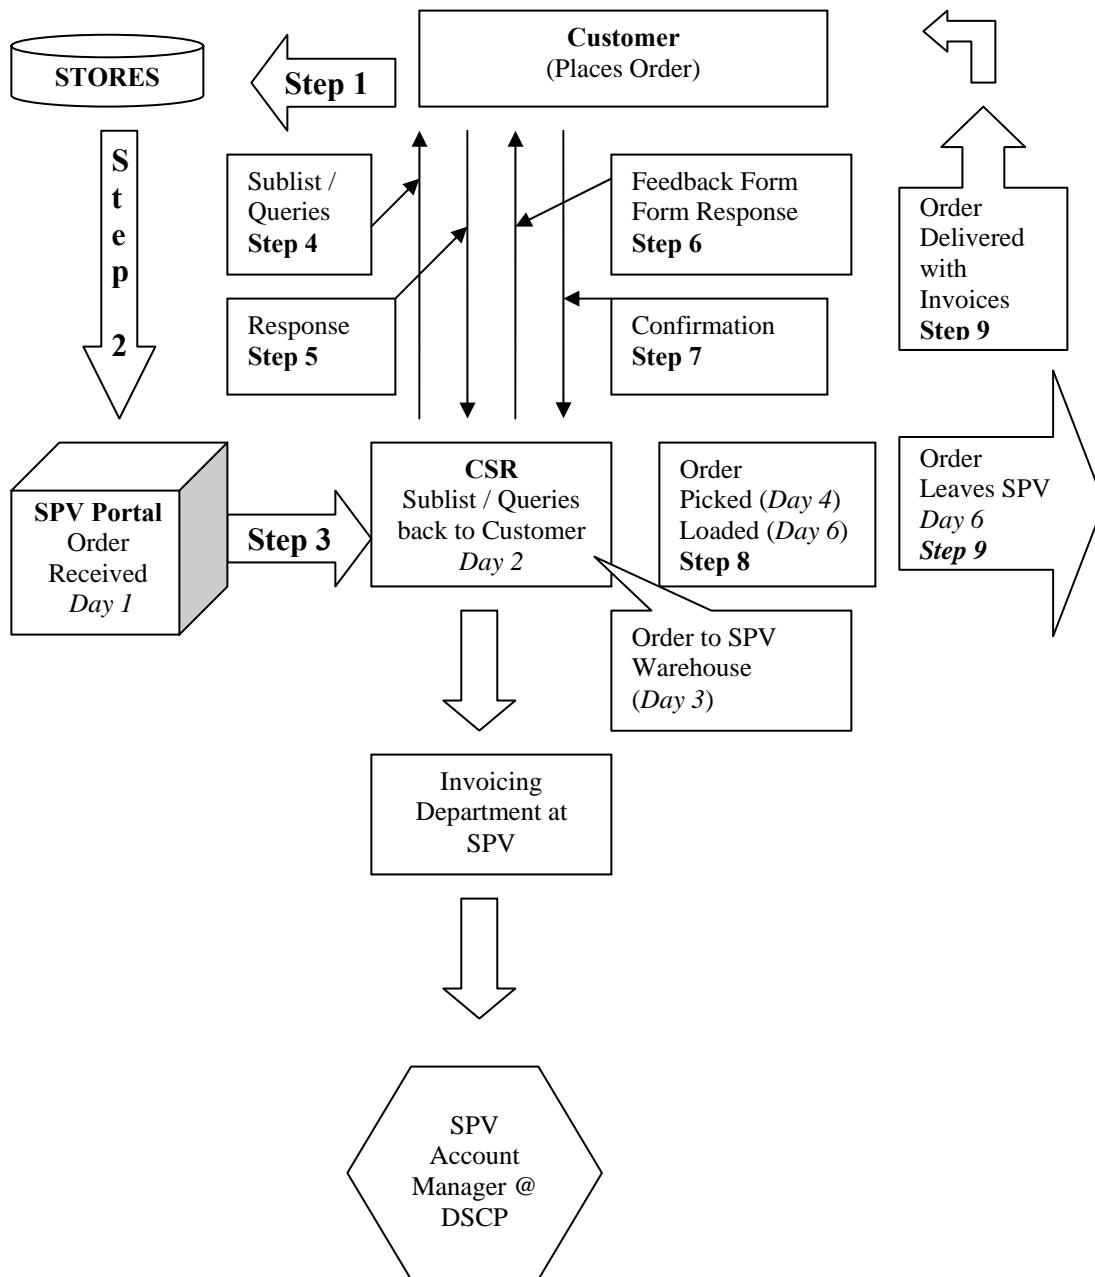 Customer
(Places Order)
STORES
Step 1
Step 2
Sublist /
Queries
Step 4
Feedback Form
Form Response
Step 6
Order
Delivered
with
Invoices
Step 9
Response
Step 5
Confirmation
Step 7
SPV Portal
Order
Received
Day 1
Step 3
CSR
Sublist / Queries
back to Customer
Day 2
Order
Picked (Day 4)
Loaded (Day 6)
Step 8
Order
Leaves SPV
Day 6
Step 9
Order to SPV
Warehouse
(Day 3)
Invoicing
Department at
SPV
SPV
Account
Manager @
DSCP